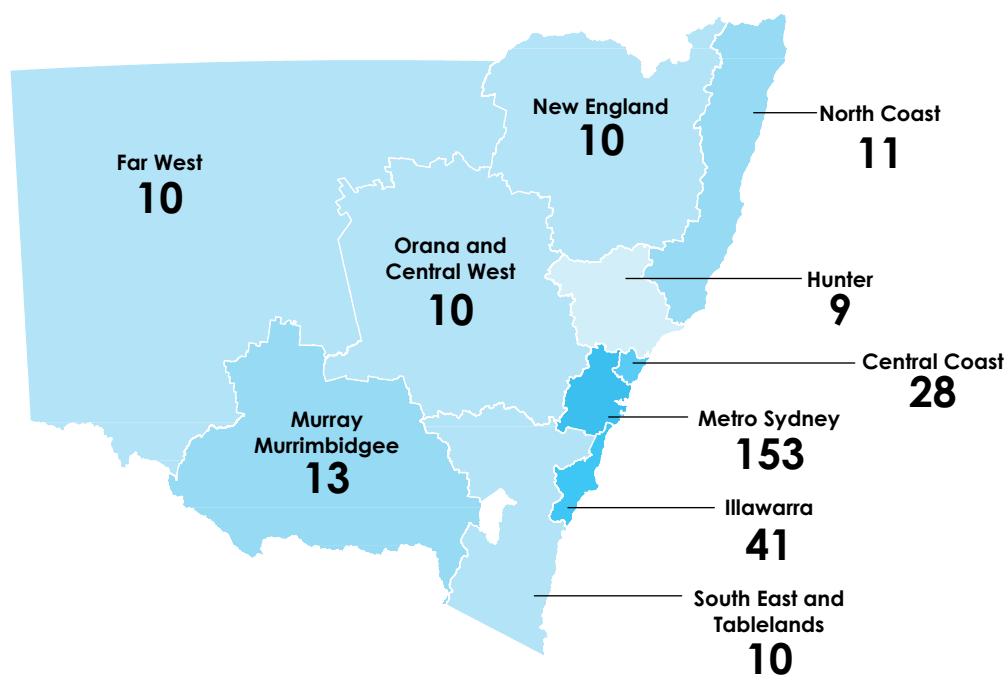 New England
10
North Coast
11
Far West
10
Orana and
Central West
10
Hunter
9
Central Coast
28
Murray
Murrimbidgee
13
Metro Sydney
153
Illawarra
41
South East and
Tablelands
10